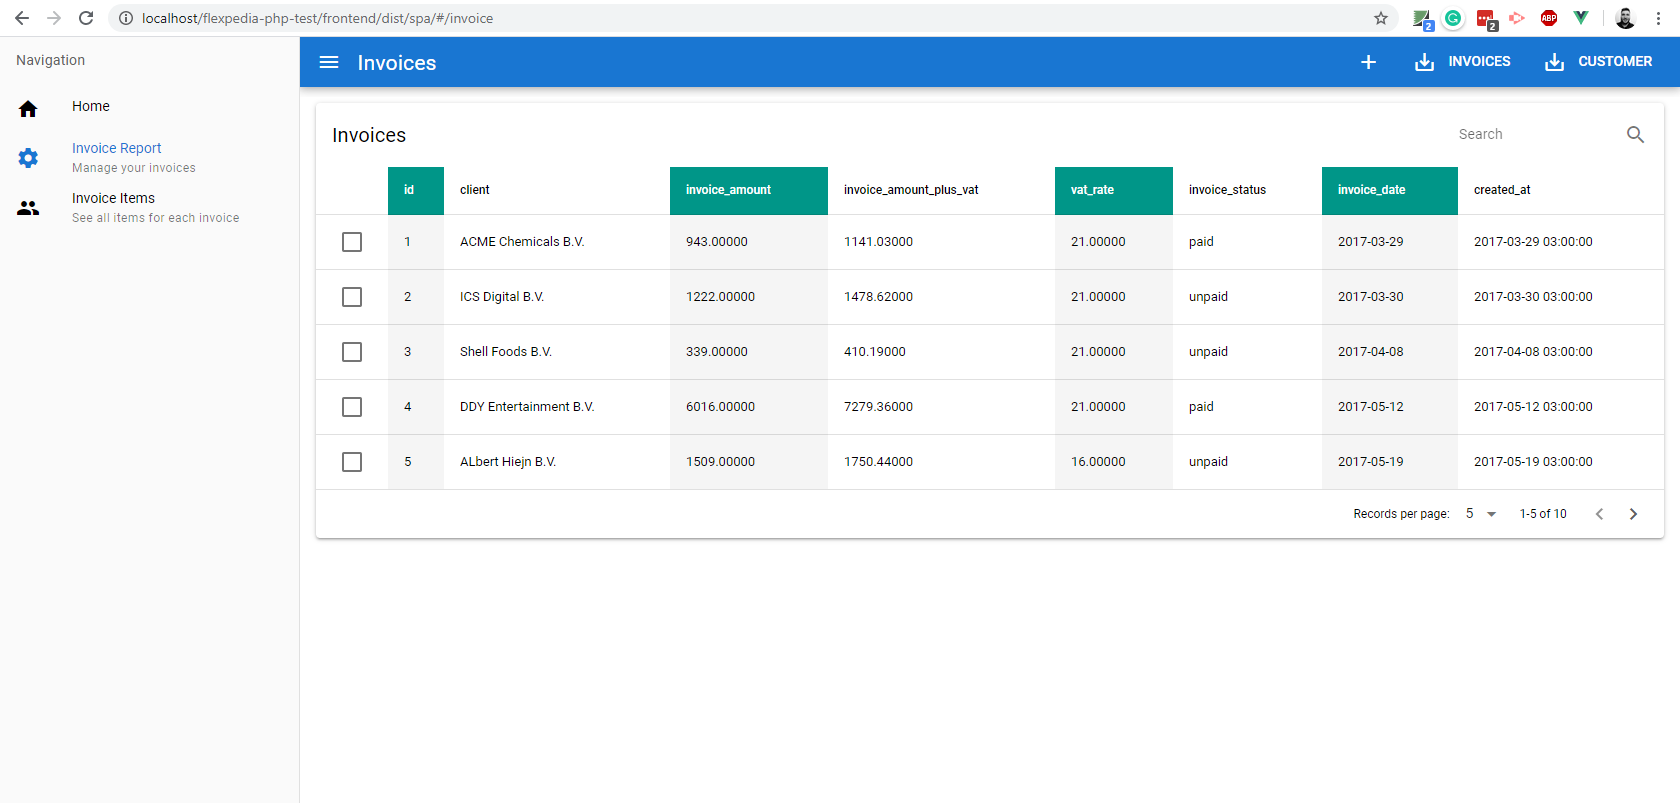 localhost/flexpedia-php-test/frontend/dist/spa/#/invoice
2
2
ABP
Navigation
Home
Invoice Report
Manage your invoices
Invoice Items
See all items for each invoice
Invoices
INVOICES
CUSTOMER
Invoices
Search
id client invoice_amount invoice_amount_plus_vat vat_rate invoice_status invoice_date created_at
1 ACME Chemicals B.V. 943.00000 1141.03000 21.00000 paid 2017-03-29 2017-03-29 03:00:00
2 ICS Digital B.V. 1222.00000 1478.62000 21.00000 unpaid 2017-03-30 2017-03-30 03:00:00
3 Shell Foods B.V. 339.00000 410.19000 21.00000 unpaid 2017-04-08 2017-04-08 03:00:00
4 DDY Entertainment B.V. 6016.00000 7279.36000 21.00000 paid 2017-05-12 2017-05-12 03:00:00
5 ALbert Hiejn B.V. 1509.00000 1750.44000 16.00000 unpaid 2017-05-19 2017-05-19 03:00:00
Records per page: 5 1-5 of 10